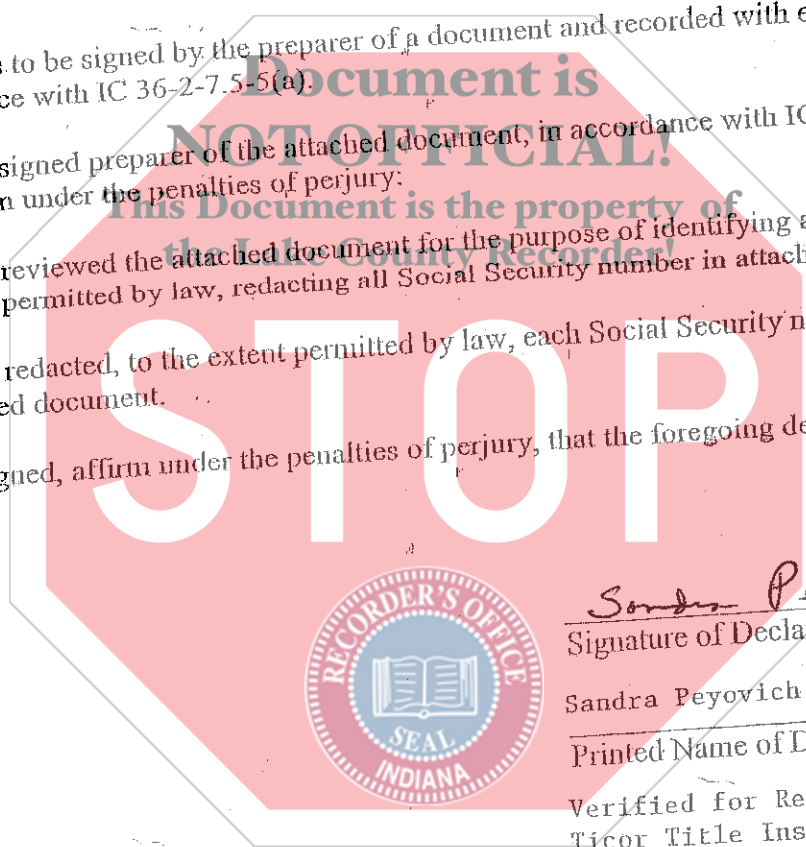 to be signed by the preparer of a document and recorded with
ce with IC 36-2-7.5-5(a).
Document is
NOT OFFICIAL!
signed preparer of the attached document, in accordance with IC
n under the penalties of perjury:
This Document is the property of
the Lake County Recorder!
reviewed the attached document for the purpose of identifying a
permitted by law, redacting all Social Security number in attach
redacted, to the extent permitted by law, each Social Security n
ed document.
gned, affirm under the penalties of perjury, that the foregoing de
STOP
RECORDER'S OFFICE
SEAL
INDIANA
Sandra P
Signature of Decla
Sandra Peyovich
Printed Name of D
Verified for Re
Ticor Title Ins